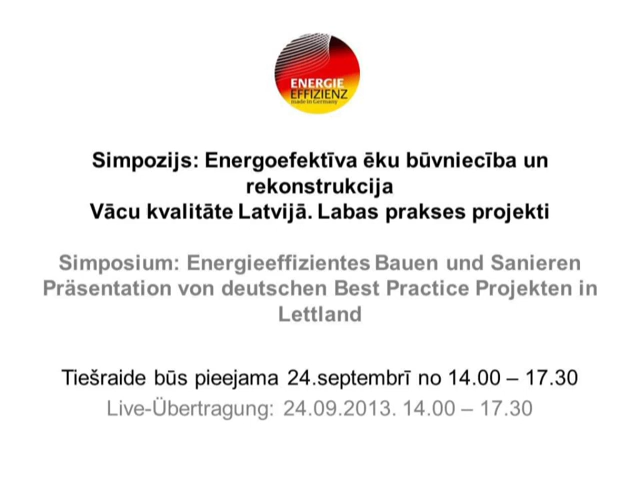 ENERGIE
EFFIZIENZ
made in Germany
Simpozijs: Energoefektīva ēku būvniecība un
rekonstrukcija
Vācu kvalitāte Latvijā. Labas prakses projekti
Simposium: Energieeffizientes Bauen und Sanieren
Präsentation von deutschen Best Practice Projekten in
Lettland
Tiešraide būs pieejama 24.septembrī no 14.00 – 17.30
Live-Übertragung: 24.09.2013. 14.00 – 17.30